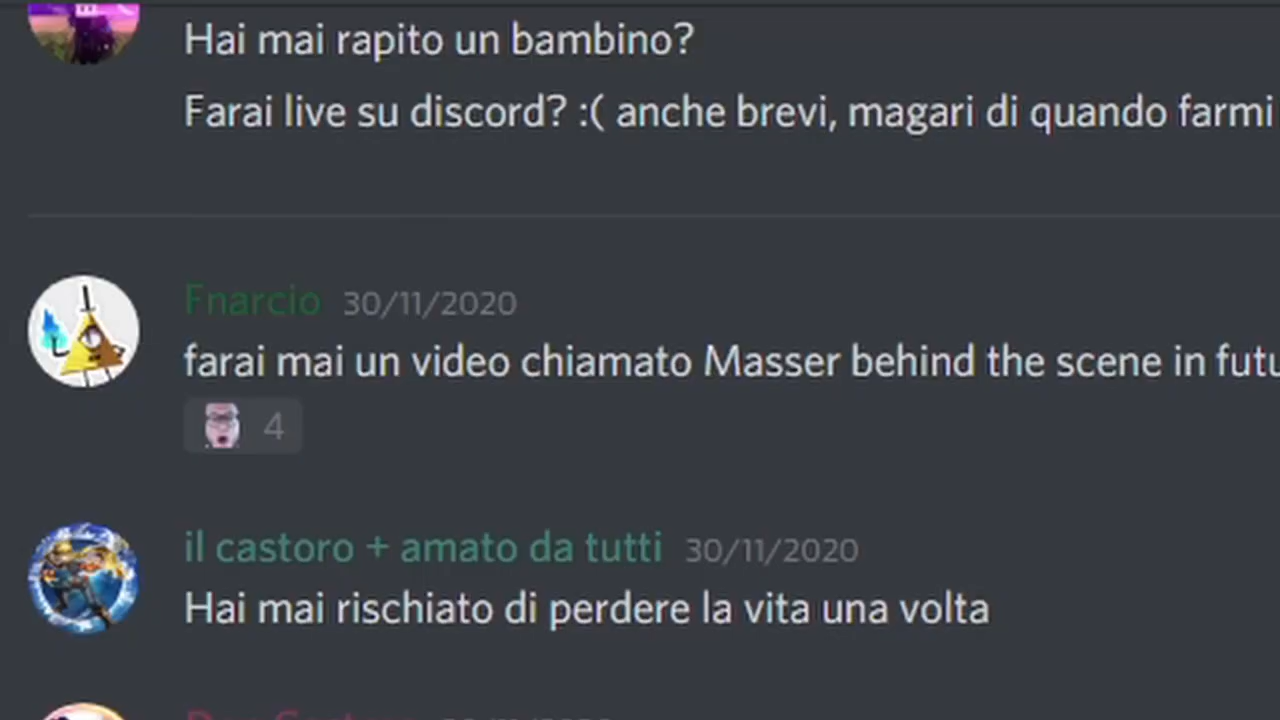 Hai mai rapito un bambino?
Farai live su discord? :( anche brevi, magari di quando farmi
Fnarcio 30/11/2020
farai mai un video chiamato Masser behind the scene in futu
4
il castoro + amato da tutti 30/11/2020
Hai mai rischiato di perdere la vita una volta